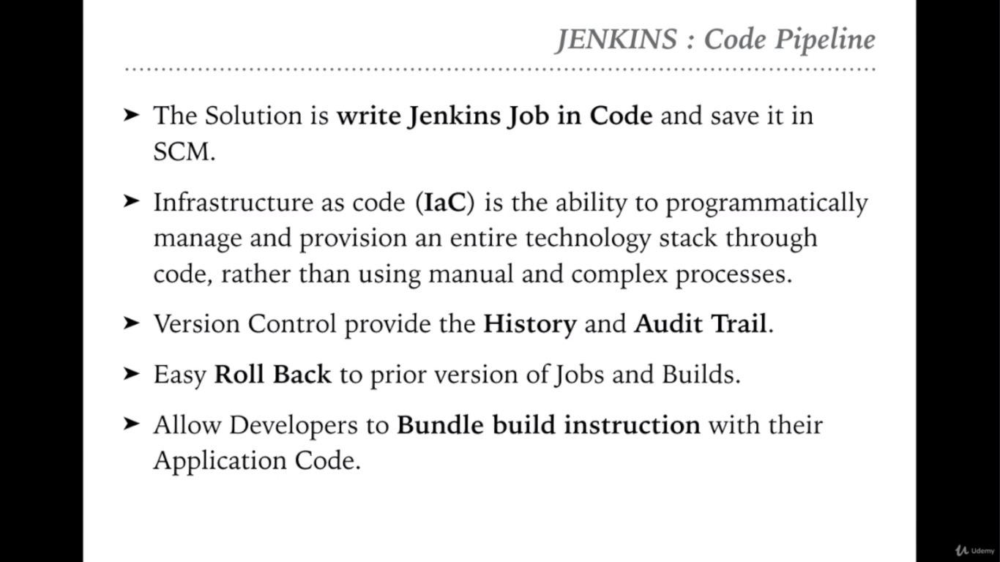 JENKINS : Code Pipeline
➤ The Solution is write Jenkins Job in Code and save it in
SCM.
➤ Infrastructure as code (IaC) is the ability to programmatically
manage and provision an entire technology stack through
code, rather than using manual and complex processes.
➤ Version Control provide the History and Audit Trail.
➤ Easy Roll Back to prior version of Jobs and Builds.
➤ Allow Developers to Bundle build instruction with their
Application Code.
Udemy